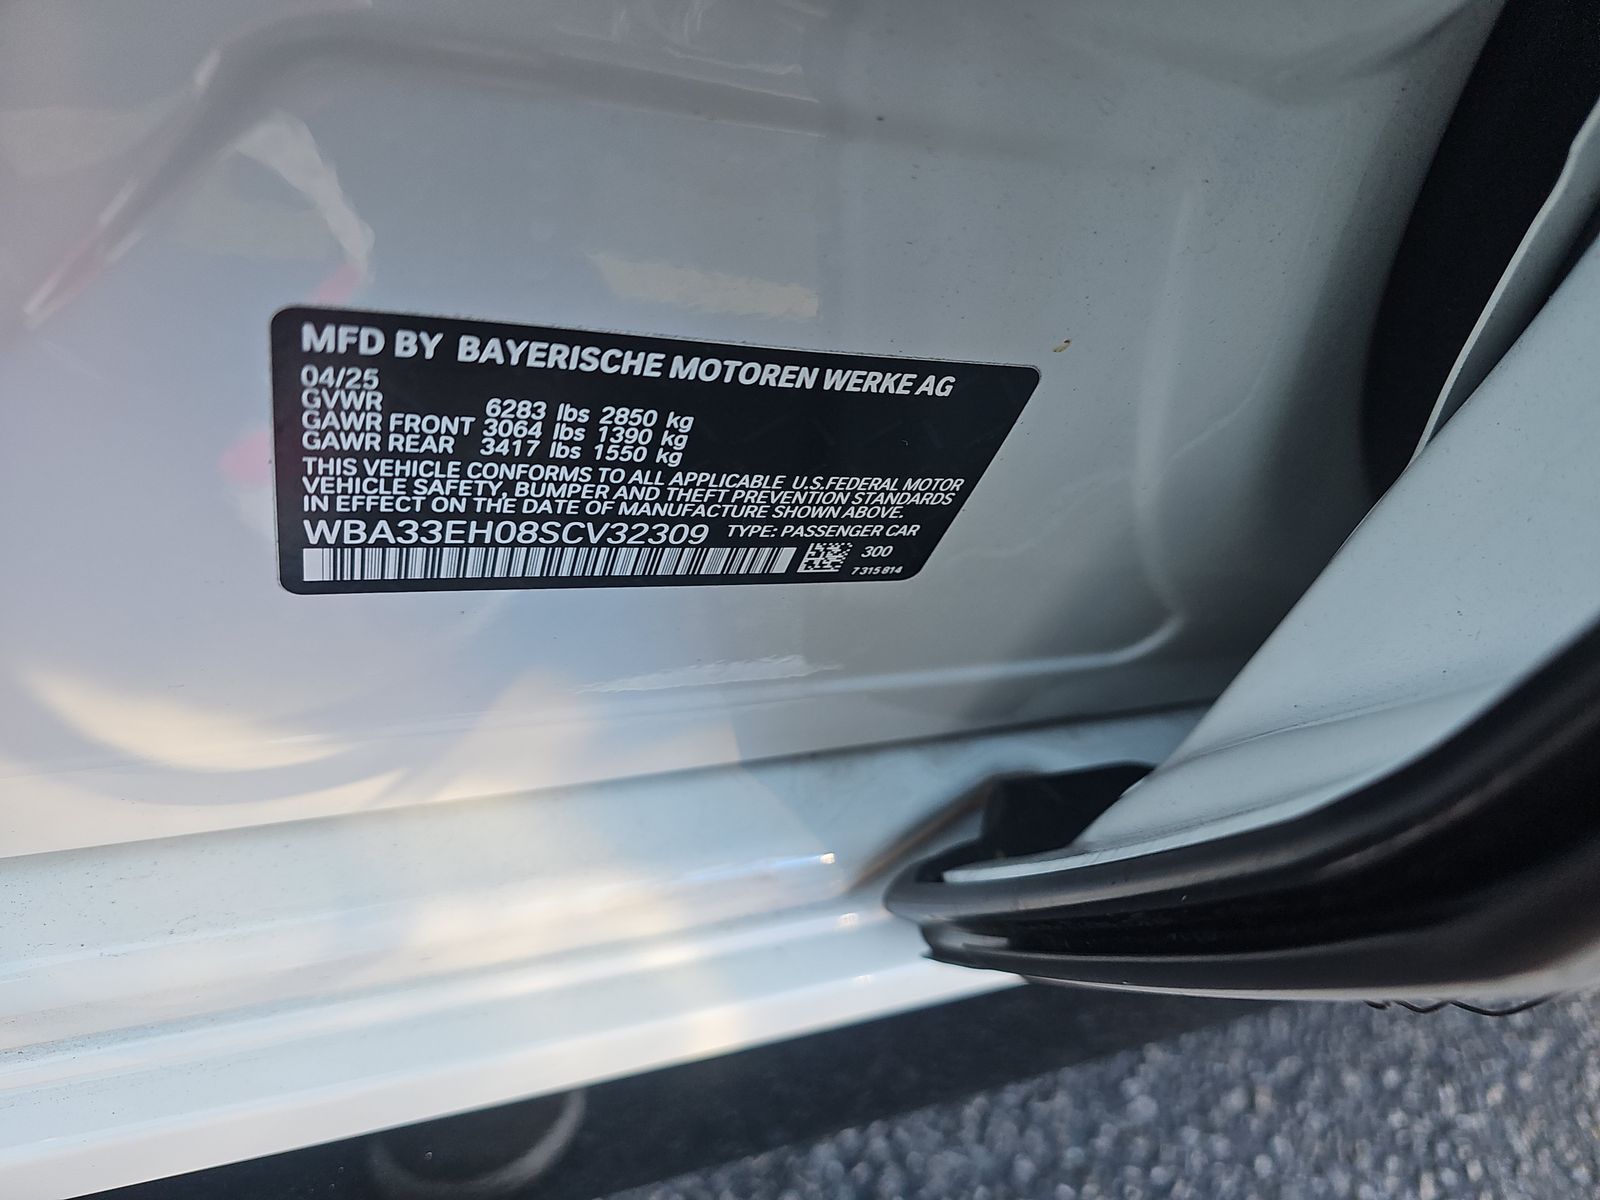 MFD BY BAYERISCHE MOTOREN WERKE AG
04/25
GVWR 6283 lbs 2850 kg
GAWR FRONT 3064 lbs 1390 kg
GAWR REAR 3417 lbs 1550 kg
THIS VEHICLE CONFORMS TO ALL APPLICABLE U.S.FEDERAL MOTOR
VEHICLE SAFETY, BUMPER AND THEFT PREVENTION STANDARDS
IN EFFECT ON THE DATE OF MANUFACTURE SHOWN ABOVE.
WBA33EH08SCV32309 TYPE: PASSENGER CAR
300
7 315 814